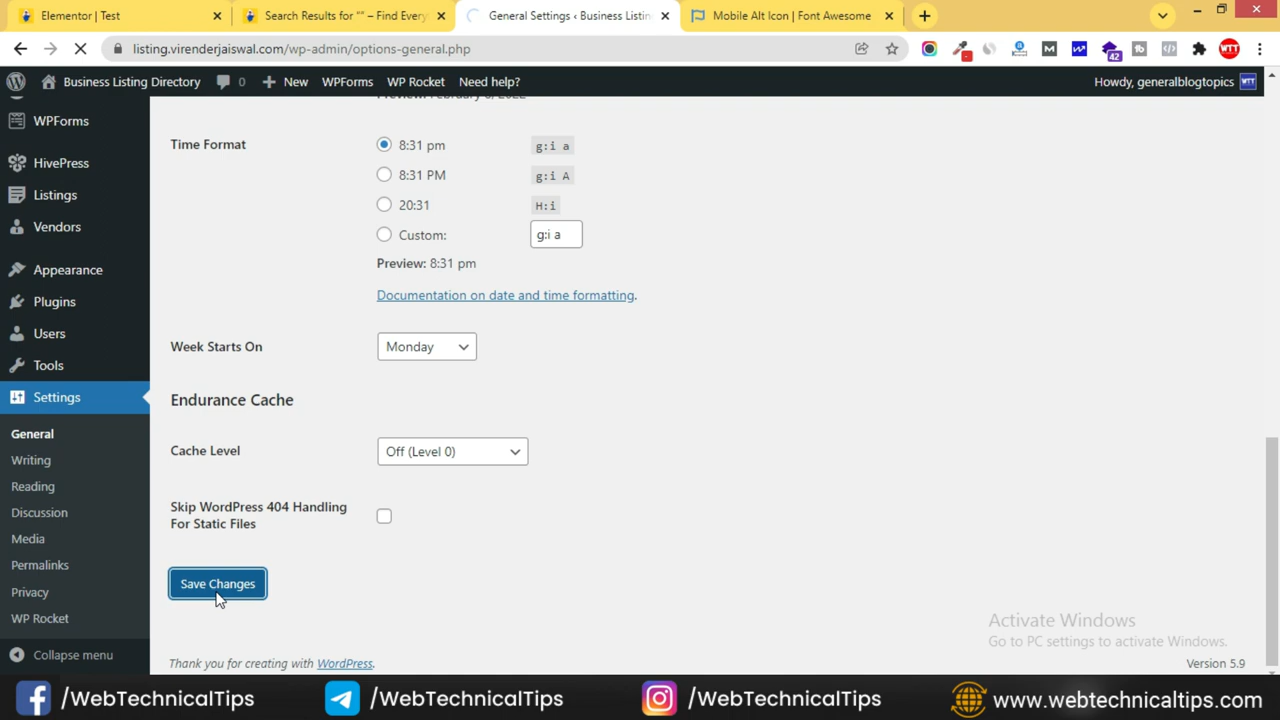 Elementor | Test
Search Results for "" – Find Every
General Settings ‹ Business Listin
Mobile Alt Icon | Font Awesome
listing.virenderjaiswal.com/wp-admin/options-general.php
42
Business Listing Directory
0
New
WPForms
WP Rocket
Need help?
Howdy, generalblogtopics
WPForms
HivePress
Listings
Vendors
Appearance
Plugins
Users
Tools
Settings
General
Writing
Reading
Discussion
Media
Permalinks
Privacy
WP Rocket
Collapse menu
Time Format
8:31 pm
g:i a
8:31 PM
g:i A
20:31
H:i
Custom:
g:i a
Preview: 8:31 pm
Documentation on date and time formatting.
Week Starts On
Monday
Endurance Cache
Cache Level
Off (Level 0)
Skip WordPress 404 Handling
For Static Files
Save Changes
Activate Windows
Go to PC settings to activate Windows.
Thank you for creating with WordPress.
Version 5.9
/WebTechnicalTips
/WebTechnicalTips
/WebTechnicalTips
www.webtechnicaltips.com